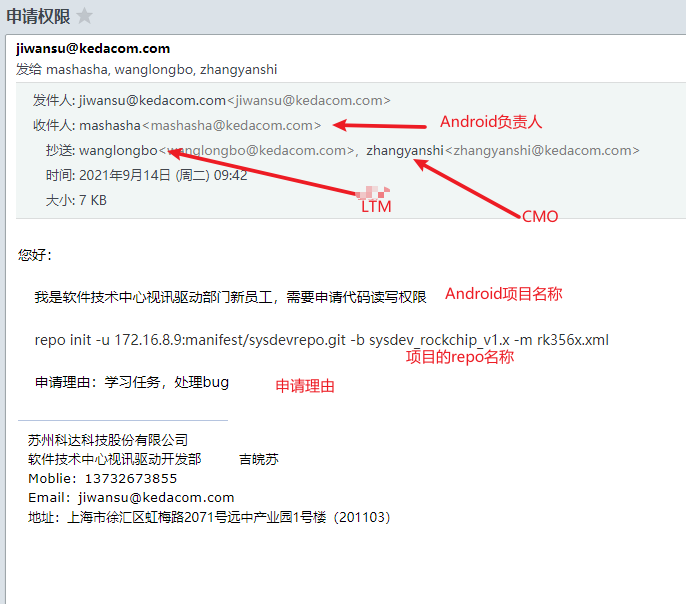 申请权限
jiwansu@kedacom.com
发给 mashasha, wanglongbo, zhangyanshi
发件人: jiwansu@kedacom.com<jiwansu@kedacom.com>
收件人: mashasha<mashasha@kedacom.com>
Android负责人
抄送: wanglongbo<wanglongbo@kedacom.com>, zhangyanshi<zhangyanshi@kedacom.com>
时间: 2021年9月14日 (周二) 09:42
LTM
大小: 7 KB
CMO
您好:
我是软件技术中心视讯驱动部门新员工，需要申请代码读写权限
Android项目名称
repo init -u 172.16.8.9:manifest/sysdevrepo.git -b sysdev_rockchip_v1.x -m rk356x.xml
项目的repo名称
申请理由：学习任务，处理bug
申请理由
苏州科达科技股份有限公司
软件技术中心视讯驱动开发部 吉皖苏
Moblie：13732673855
Email：jiwansu@kedacom.com
地址：上海市徐汇区虹梅路2071号远中产业园1号楼（201103）